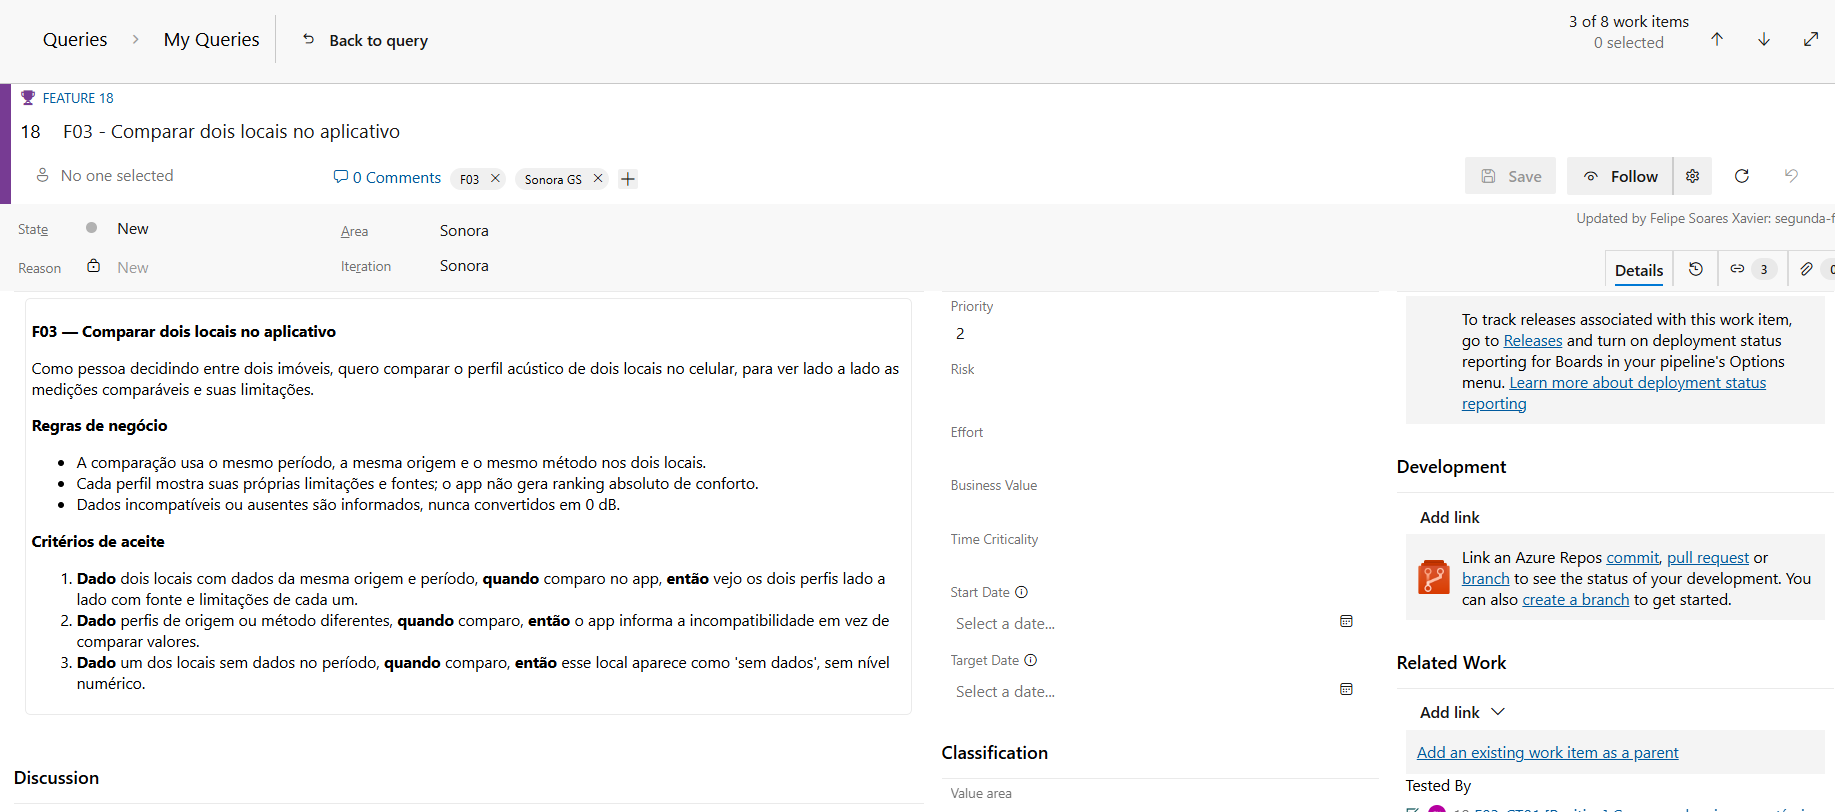 Queries > My Queries Back to query
3 of 8 work items
0 selected
FEATURE 18
18 F03 - Comparar dois locais no aplicativo
No one selected
0 Comments F03 × Sonora GS × +
Save Follow
State New
Area Sonora
Updated by Felipe Soares Xavier: segunda-f
Reason New
Iteration Sonora
Details 3 0
F03 — Comparar dois locais no aplicativo
Como pessoa decidindo entre dois imóveis, quero comparar o perfil acústico de dois locais no celular, para ver lado a lado as
medições comparáveis e suas limitações.
Regras de negócio
• A comparação usa o mesmo período, a mesma origem e o mesmo método nos dois locais.
• Cada perfil mostra suas próprias limitações e fontes; o app não gera ranking absoluto de conforto.
• Dados incompatíveis ou ausentes são informados, nunca convertidos em 0 dB.
Critérios de aceite
1. Dado dois locais com dados da mesma origem e período, quando comparo no app, então vejo os dois perfis lado a
lado com fonte e limitações de cada um.
2. Dado perfis de origem ou método diferentes, quando comparo, então o app informa a incompatibilidade em vez de
comparar valores.
3. Dado um dos locais sem dados no período, quando comparo, então esse local aparece como 'sem dados', sem nível
numérico.
Discussion
Priority
2
Risk
Effort
Business Value
Time Criticality
Start Date
Select a date...
Target Date
Select a date...
Classification
Value area
To track releases associated with this work item,
go to Releases and turn on deployment status
reporting for Boards in your pipeline's Options
menu. Learn more about deployment status
reporting
Development
Add link
Link an Azure Repos commit, pull request or
branch to see the status of your development. You
can also create a branch to get started.
Related Work
Add link
Add an existing work item as a parent
Tested By